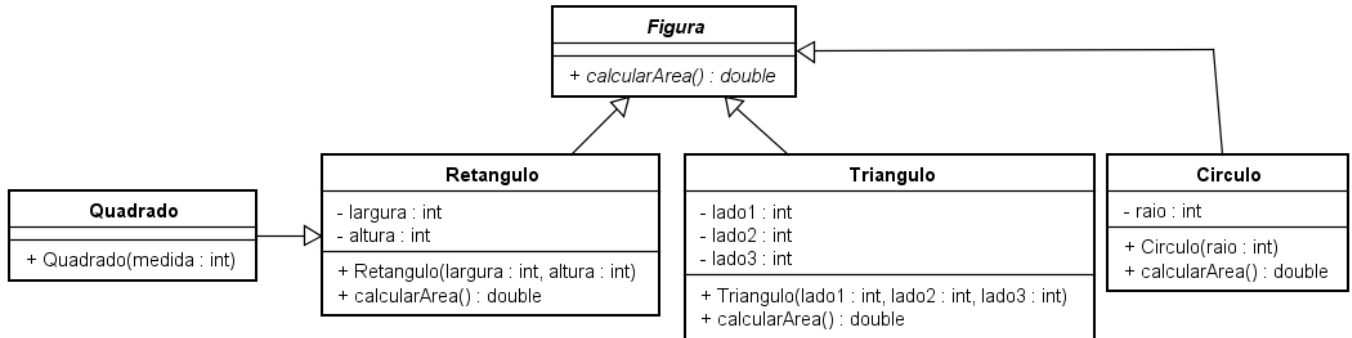 Figura
+ calcularArea() : double
Quadrado
+ Quadrado(medida : int)
Retangulo
- largura : int
- altura : int
+ Retangulo(largura : int, altura : int)
+ calcularArea() : double
Triangulo
- lado1 : int
- lado2 : int
- lado3 : int
+ Triangulo(lado1 : int, lado2 : int, lado3 : int)
+ calcularArea() : double
Circulo
- raio : int
+ Circulo(raio : int)
+ calcularArea() : double